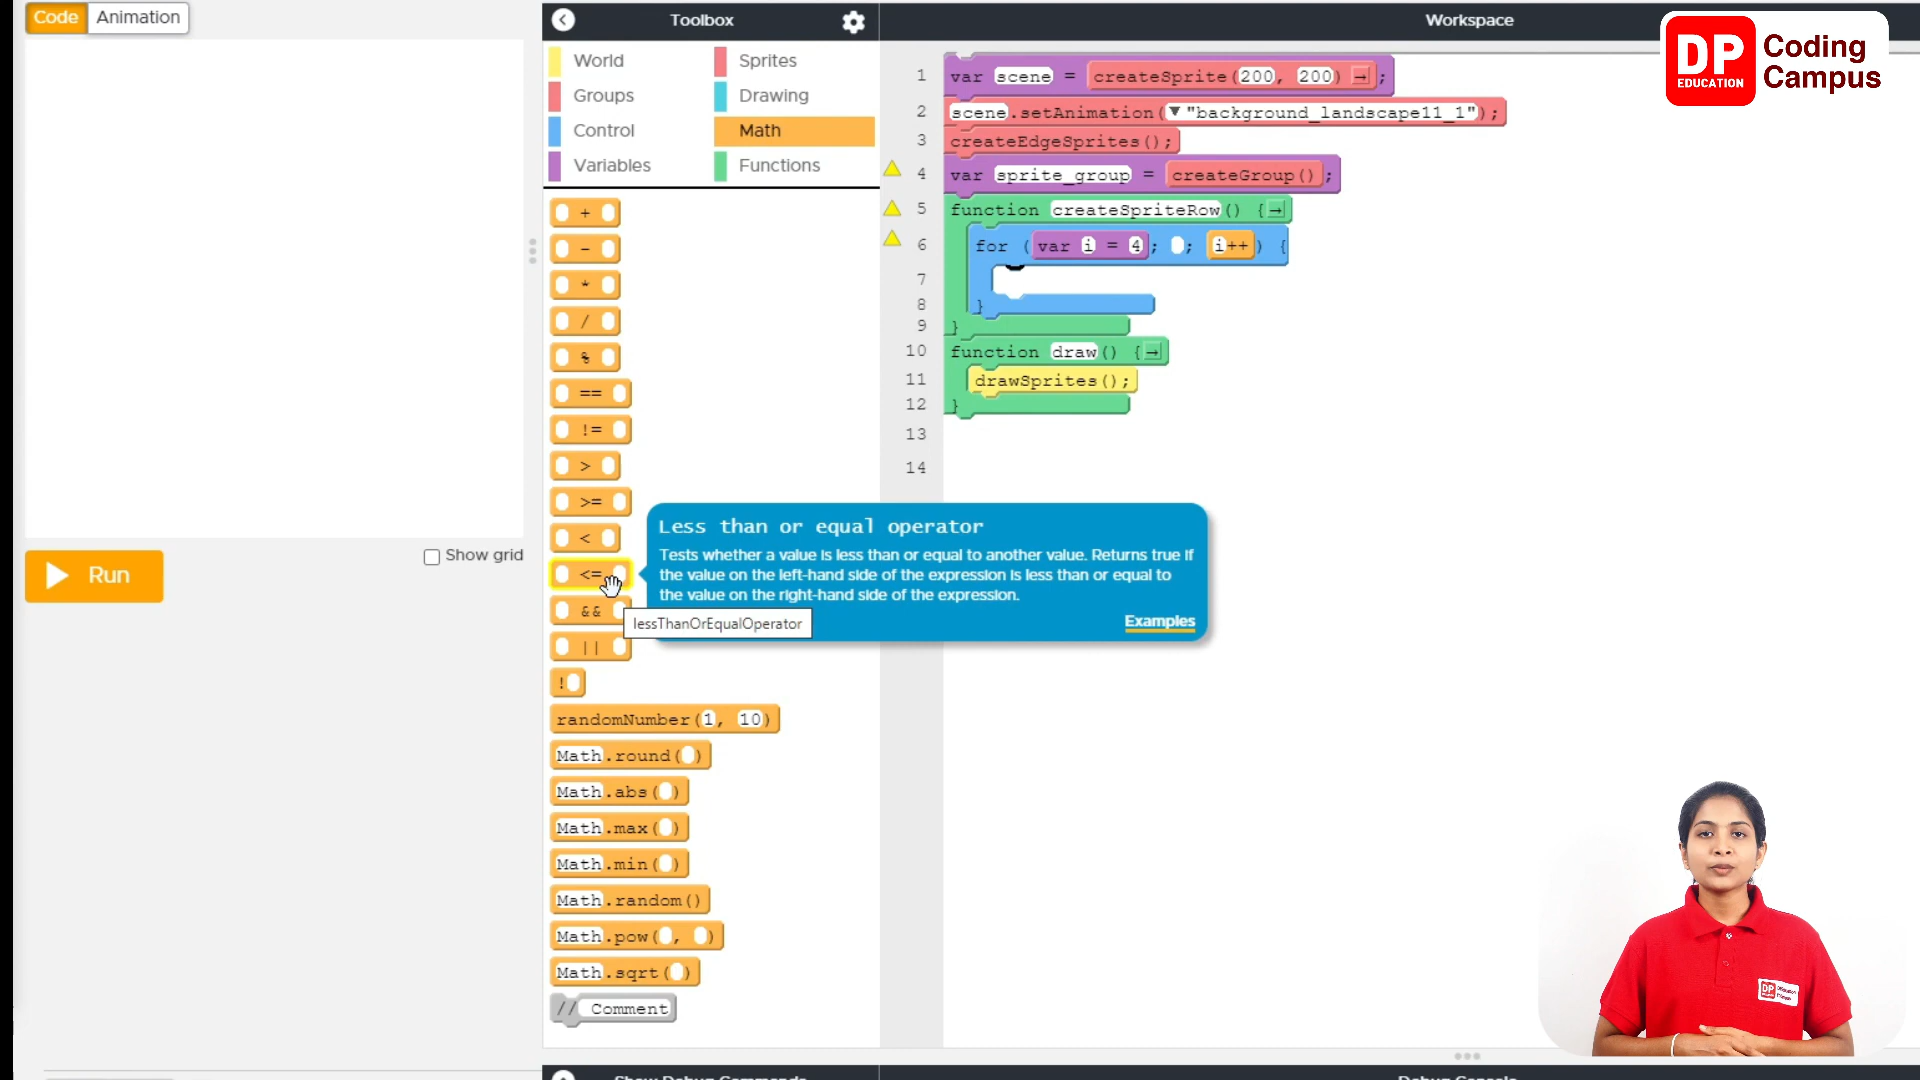 Code Animation
Toolbox
Workspace
DP
EDUCATION
Coding
Campus
World
Sprites
Groups
Drawing
Control
Math
Variables
Functions
+
-
*
/
%
==
!=
>
>=
<
<=
&&
||
!
randomNumber(1, 10)
Math.round()
Math.abs()
Math.max()
Math.min()
Math.random()
Math.pow( , )
Math.sqrt()
// Comment
Less than or equal operator
Tests whether a value is less than or equal to another value. Returns true if
the value on the left-hand side of the expression is less than or equal to
the value on the right-hand side of the expression.
Examples
lessThanOrEqualOperator
1 var scene = createSprite(200, 200) → ;
2 scene.setAnimation(▼"background_landscape11_1");
3 createEdgeSprites();
4 var sprite_group = createGroup();
5 function createSpriteRow() {→
6 for (var i = 4; ; i++) {
7
8 }
9 }
10 function draw() {→
11 drawSprites();
12 }
13
14
Run
Show grid
DP